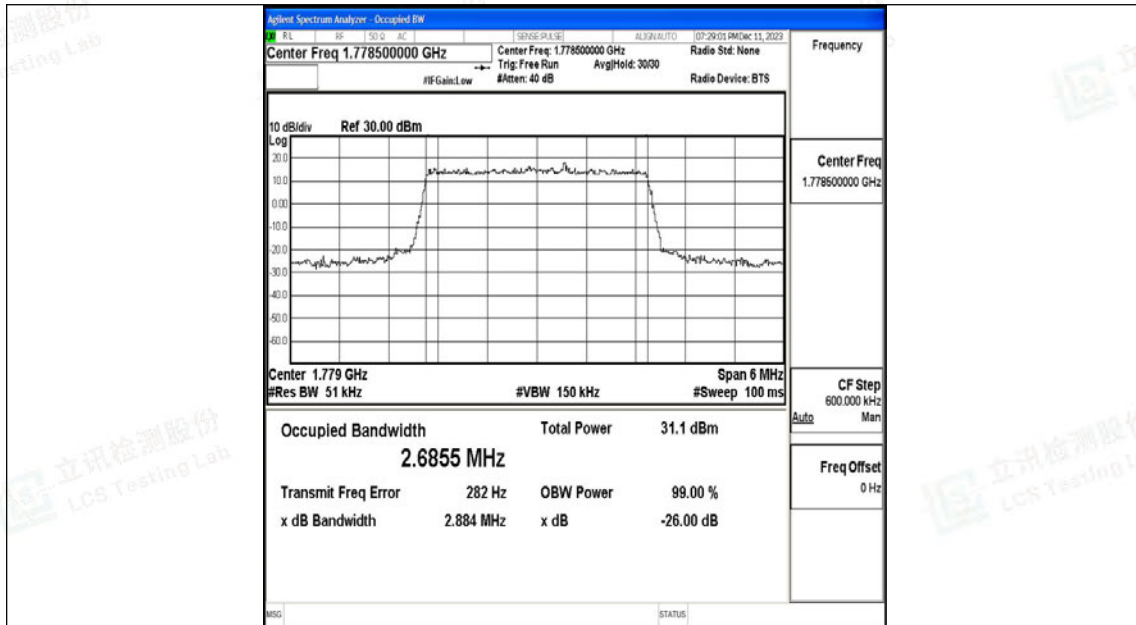 Agilent Spectrum Analyzer - Occupied BW
RL RF 50 Ω AC SENSE:PULSE ALIGN AUTO 07:29:01 PM Dec 11, 2023
Center Freq 1.778500000 GHz
Center Freq: 1.778500000 GHz Radio Std: None
Trig: Free Run Avg|Hold: 30/30
#IFGain:Low #Atten: 40 dB Radio Device: BTS
10 dB/div Ref 30.00 dBm
Log
20.0
10.0
0.00
-10.0
-20.0
-30.0
-40.0
-50.0
-60.0
Center 1.779 GHz Span 6 MHz
#Res BW 51 kHz #VBW 150 kHz #Sweep 100 ms
Occupied Bandwidth Total Power 31.1 dBm
2.6855 MHz
Transmit Freq Error 282 Hz OBW Power 99.00 %
x dB Bandwidth 2.884 MHz x dB -26.00 dB
MSG STATUS
Frequency
Center Freq
1.778500000 GHz
CF Step
600.000 kHz
Auto Man
Freq Offset
0 Hz
立讯检测股份
LCS Testing Lab